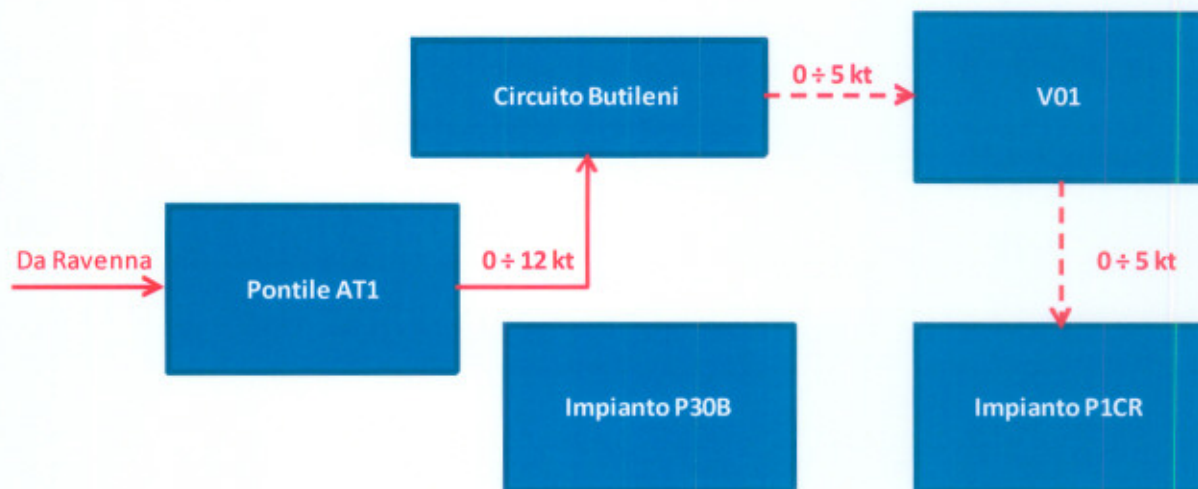 Circuito Butileni
0 ÷ 5 kt
V01
Da Ravenna
Pontile AT1
0 ÷ 12 kt
0 ÷ 5 kt
Impianto P30B
Impianto P1CR